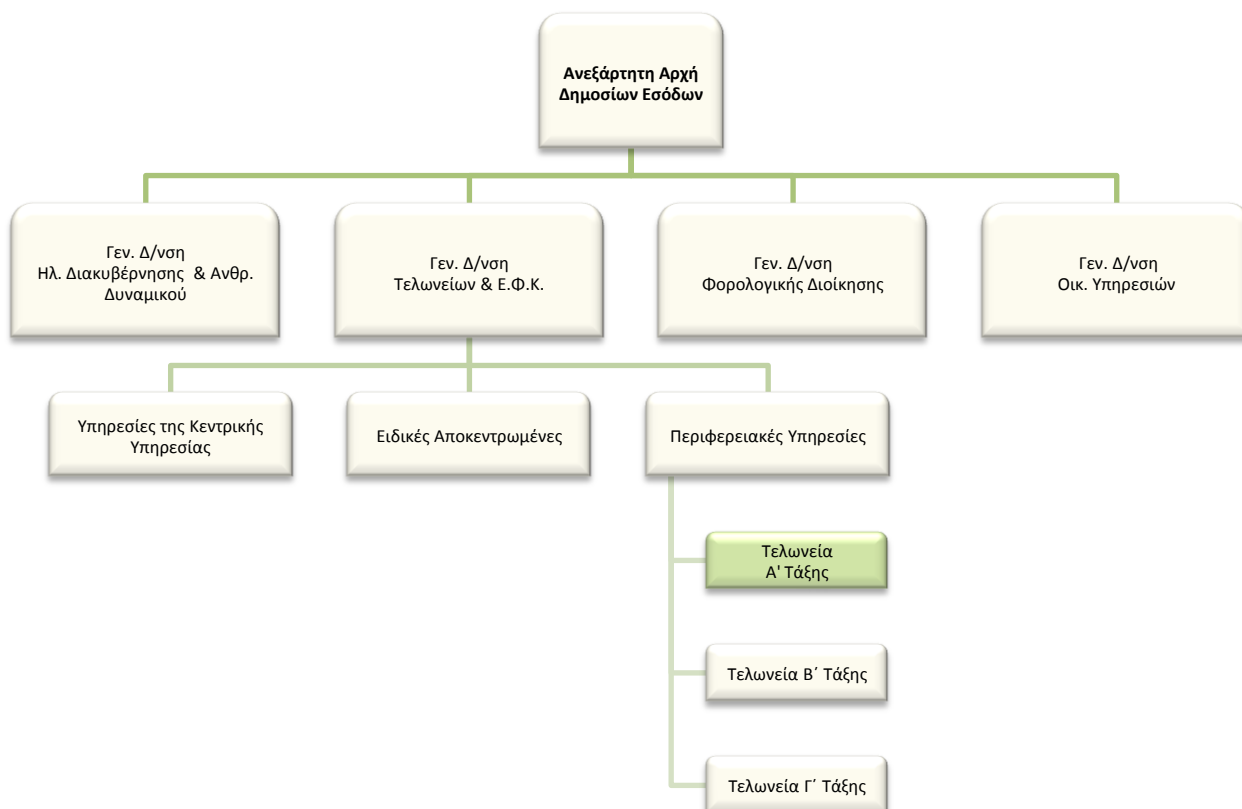 Ανεξάρτητη Αρχή
Δημοσίων Εσόδων
Γεν. Δ/νση
Ηλ. Διακυβέρνησης & Ανθρ.
Δυναμικού
Γεν. Δ/νση
Τελωνείων & Ε.Φ.Κ.
Γεν. Δ/νση
Φορολογικής Διοίκησης
Γεν. Δ/νση
Οικ. Υπηρεσιών
Υπηρεσίες της Κεντρικής
Υπηρεσίας
Ειδικές Αποκεντρωμένες
Περιφερειακές Υπηρεσίες
Τελωνεία
Α' Τάξης
Τελωνεία Β΄ Τάξης
Τελωνεία Γ΄ Τάξης